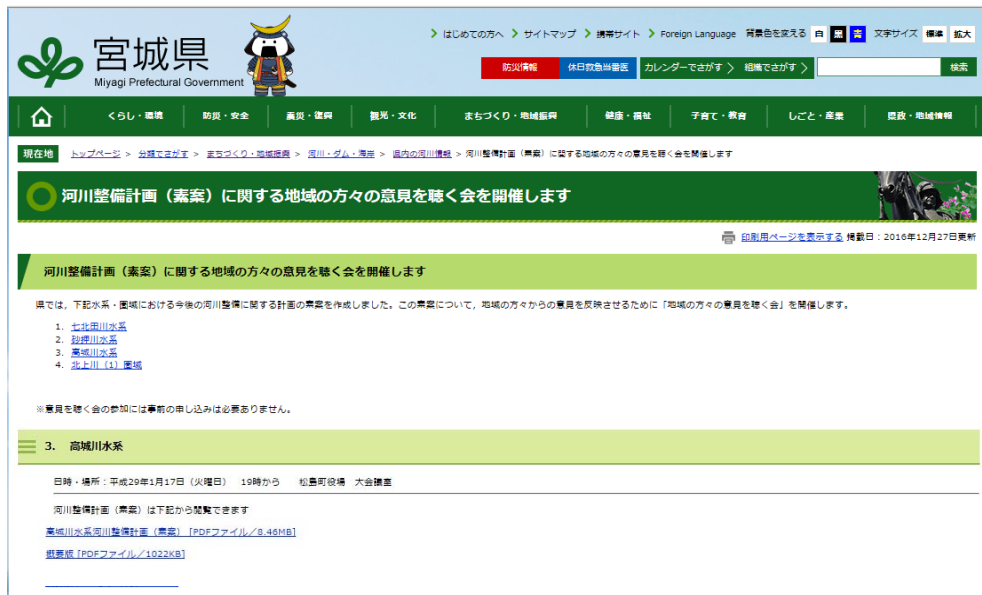 宮城県
Miyagi Prefectural Government
はじめての方へ サイトマップ 携帯サイト Foreign Language 背景色を変える 白 黒 青 文字サイズ 標準 拡大
防災情報 休日救急当番医 カレンダーでさがす 組織でさがす 検索
くらし・環境 防災・安全 震災・復興 観光・文化 まちづくり・地域振興 健康・福祉 子育て・教育 しごと・産業 県政・地域情報
現在地 トップページ > 分類でさがす > まちづくり・地域振興 > 河川・ダム・海岸 > 県内の河川情報 > 河川整備計画（素案）に関する地域の方々の意見を聴く会を開催します
河川整備計画（素案）に関する地域の方々の意見を聴く会を開催します
印刷用ページを表示する 掲載日：2016年12月27日更新
河川整備計画（素案）に関する地域の方々の意見を聴く会を開催します
県では，下記水系・圏域における今後の河川整備に関する計画の素案を作成しました。この素案について，地域の方々からの意見を反映させるために「地域の方々の意見を聴く会」を開催します。
1. 七北田川水系
2. 砂押川水系
3. 高城川水系
4. 北上川（1）圏域
※意見を聴く会の参加には事前の申し込みは必要ありません。
3. 高城川水系
日時・場所：平成29年1月17日（火曜日） 19時から 松島町役場 大会議室
河川整備計画（素案）は下記から閲覧できます
高城川水系河川整備計画（素案） [PDFファイル／8.46MB]
概要版 [PDFファイル／1022KB]